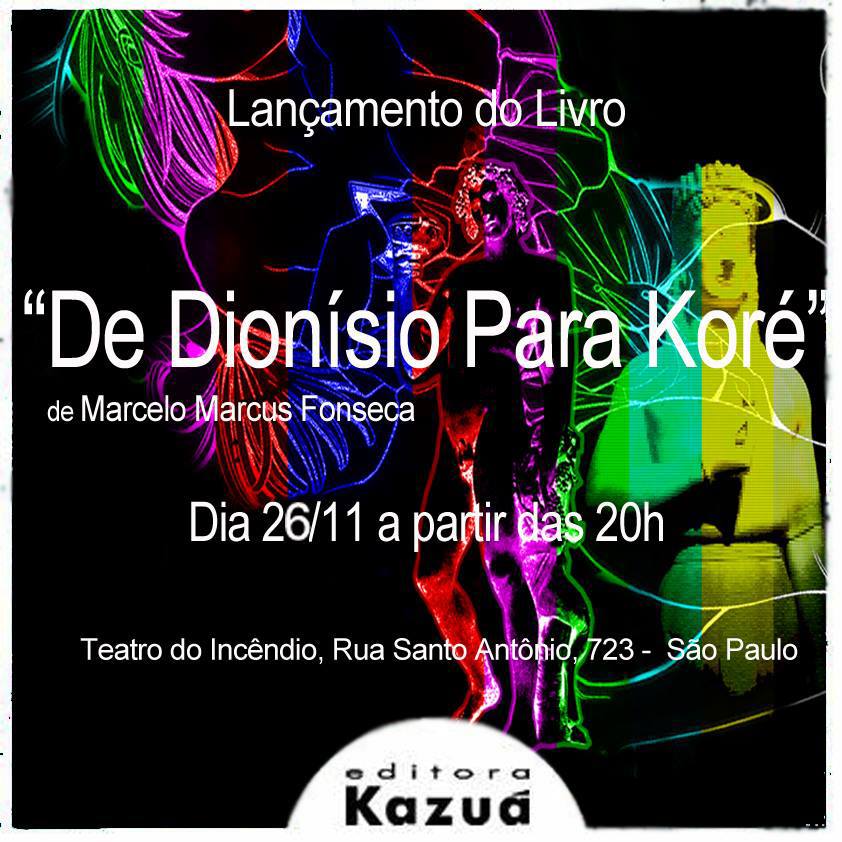 Lançamento do Livro
“De Dionísio Para Koré”
de Marcelo Marcus Fonseca
Dia 26/11 a partir das 20h
Teatro do Incêndio, Rua Santo Antônio, 723 - São Paulo
editora
Kazuá